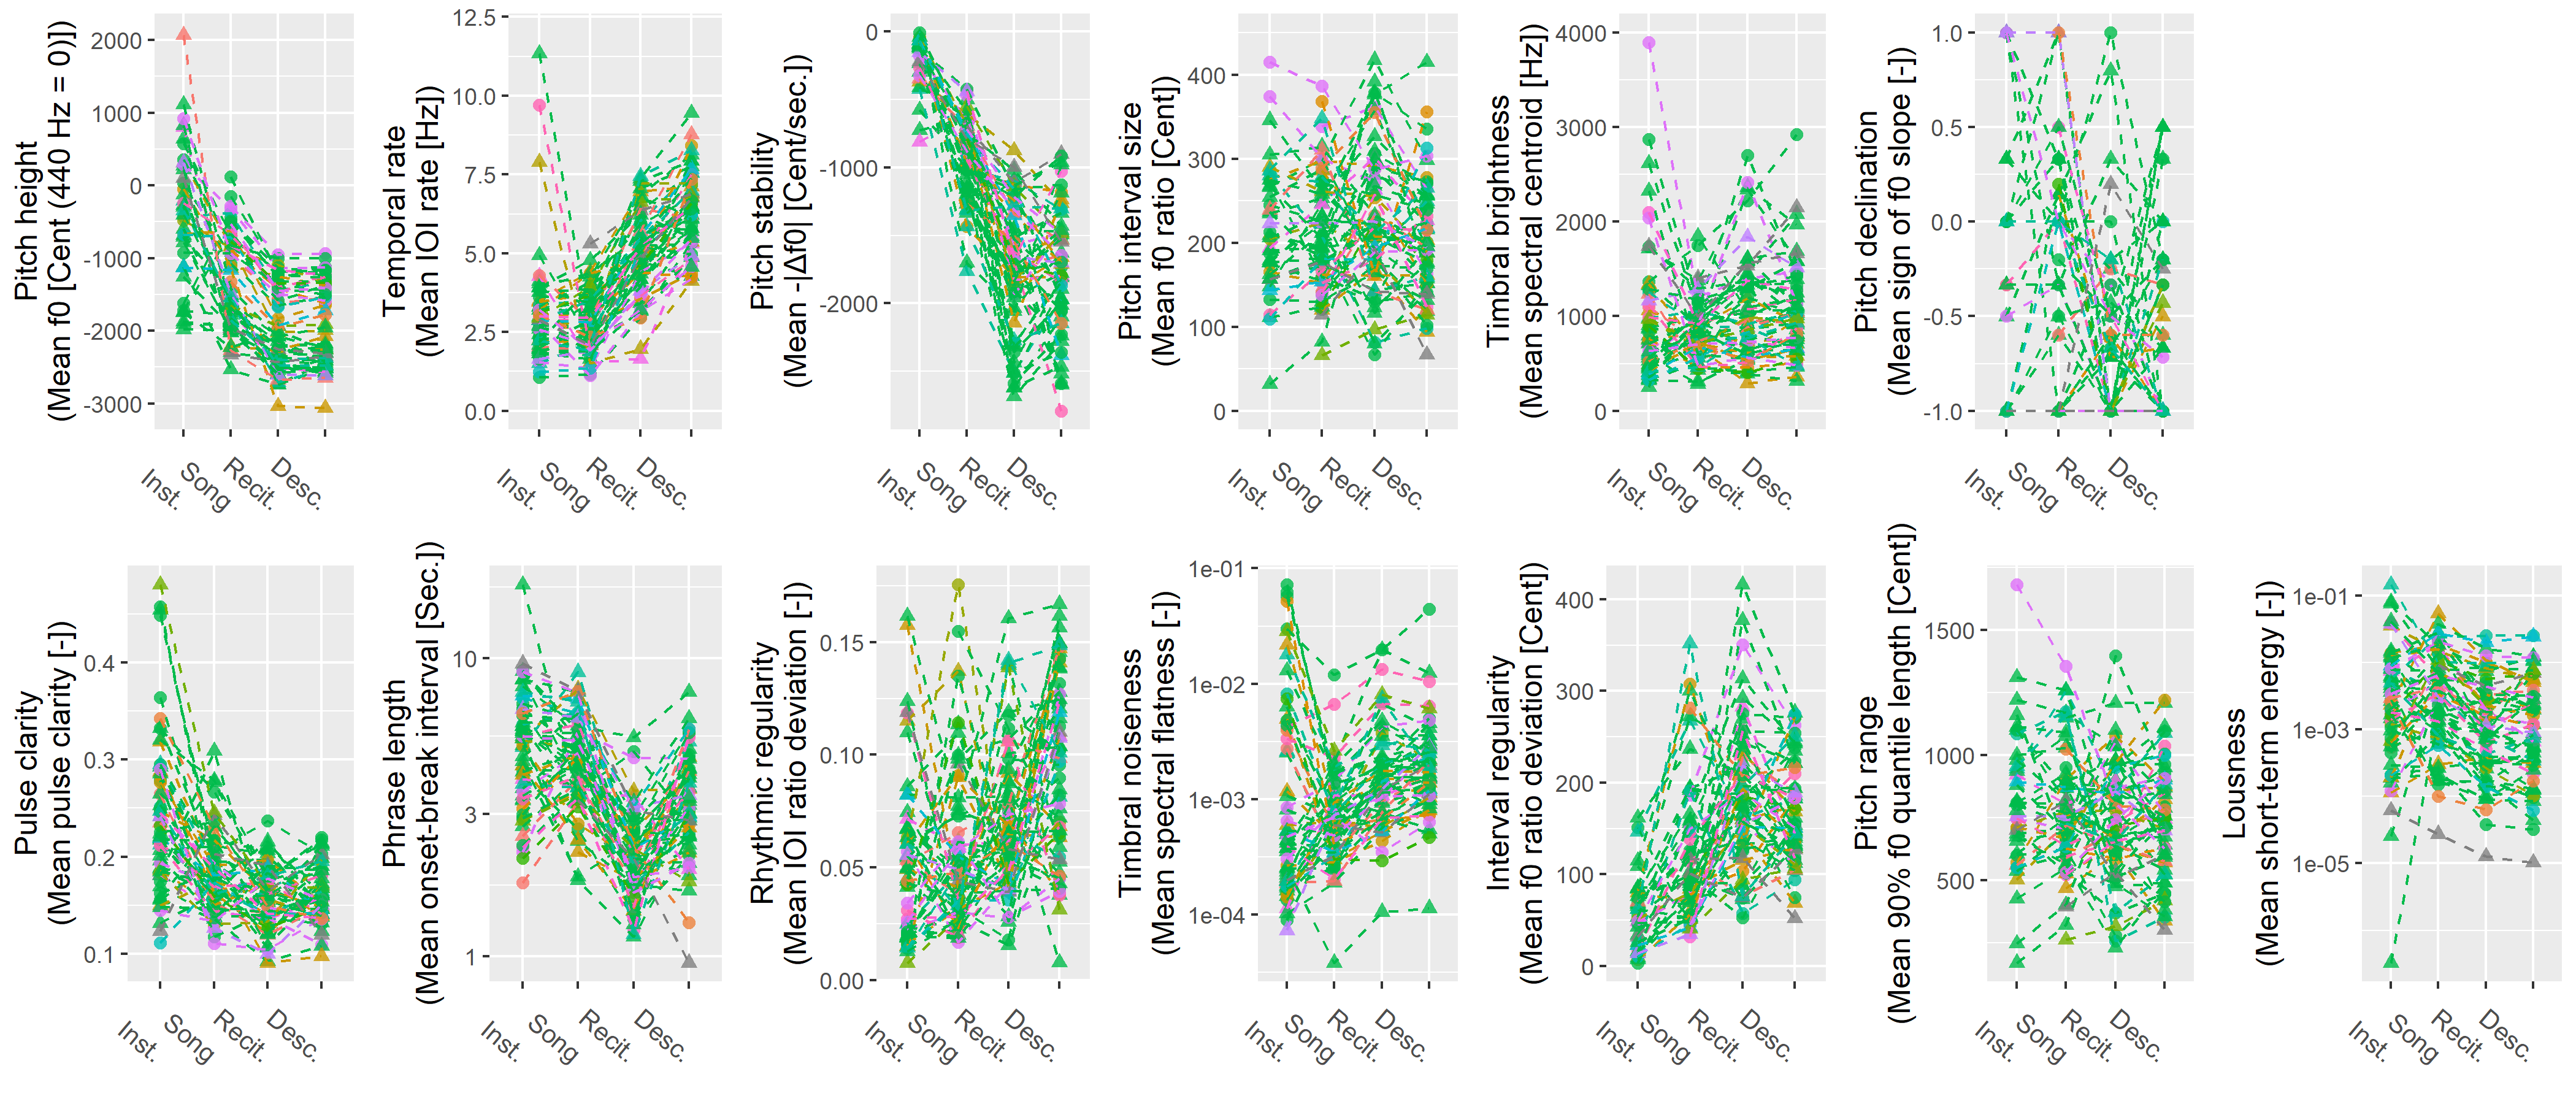 Pitch height
(Mean f0 [Cent (440 Hz = 0)])
2000
1000
0
-1000
-2000
-3000
Inst.
Song
Recit.
Desc.
Temporal rate
(Mean IOI rate [Hz])
12.5
10.0
7.5
5.0
2.5
0.0
Inst.
Song
Recit.
Desc.
Pitch stability
(Mean -|Δf0| [Cent/sec.])
0
-1000
-2000
Inst.
Song
Recit.
Desc.
Pitch interval size
(Mean f0 ratio [Cent])
400
300
200
100
0
Inst.
Song
Recit.
Desc.
Timbral brightness
(Mean spectral centroid [Hz])
4000
3000
2000
1000
0
Inst.
Song
Recit.
Desc.
Pitch declination
(Mean sign of f0 slope [-])
1.0
0.5
0.0
-0.5
-1.0
Inst.
Song
Recit.
Desc.
Pulse clarity
(Mean pulse clarity [-])
0.4
0.3
0.2
0.1
Inst.
Song
Recit.
Desc.
Phrase length
(Mean onset-break interval [Sec.])
10
3
1
Inst.
Song
Recit.
Desc.
Rhythmic regularity
(Mean IOI ratio deviation [-])
0.15
0.10
0.05
0.00
Inst.
Song
Recit.
Desc.
Timbral noisiness
(Mean spectral flatness [-])
1e-01
1e-02
1e-03
1e-04
Inst.
Song
Recit.
Desc.
Interval regularity
(Mean f0 ratio deviation [Cent])
400
300
200
100
0
Inst.
Song
Recit.
Desc.
Pitch range
(Mean 90% f0 quantile length [Cent])
1500
1000
500
Inst.
Song
Recit.
Desc.
Lousness
(Mean short-term energy [-])
1e-01
1e-03
1e-05
Inst.
Song
Recit.
Desc.